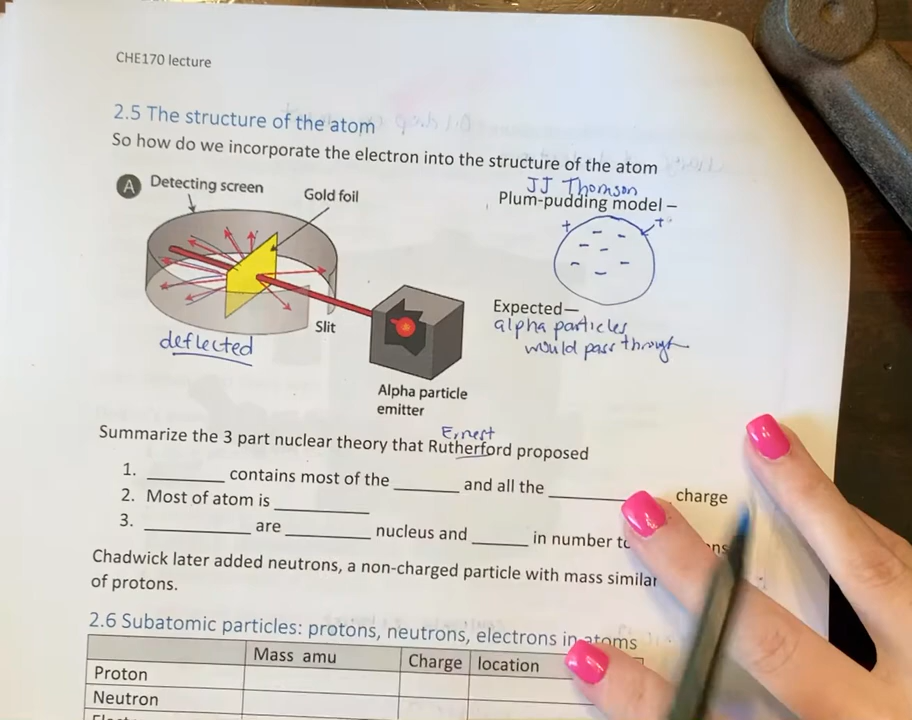 CHE170 lecture
2.5 The structure of the atom
So how do we incorporate the electron into the structure of the atom
A Detecting screen
Gold foil
Slit
deflected
Alpha particle
emitter
JJ Thomson
Plum-pudding model –
+ +
– – – – – – –
Expected—
alpha particles
would pass through
Ernest
Summarize the 3 part nuclear theory that Rutherford proposed
1. ________ contains most of the ______ and all the ________ charge
2. Most of atom is _________
3. __________ are ________ nucleus and _____ in number
Chadwick later added neutrons, a non-charged particle with mass similar
of protons.
2.6 Subatomic particles: protons, neutrons, electrons in atoms
Mass amu Charge location
Proton
Neutron